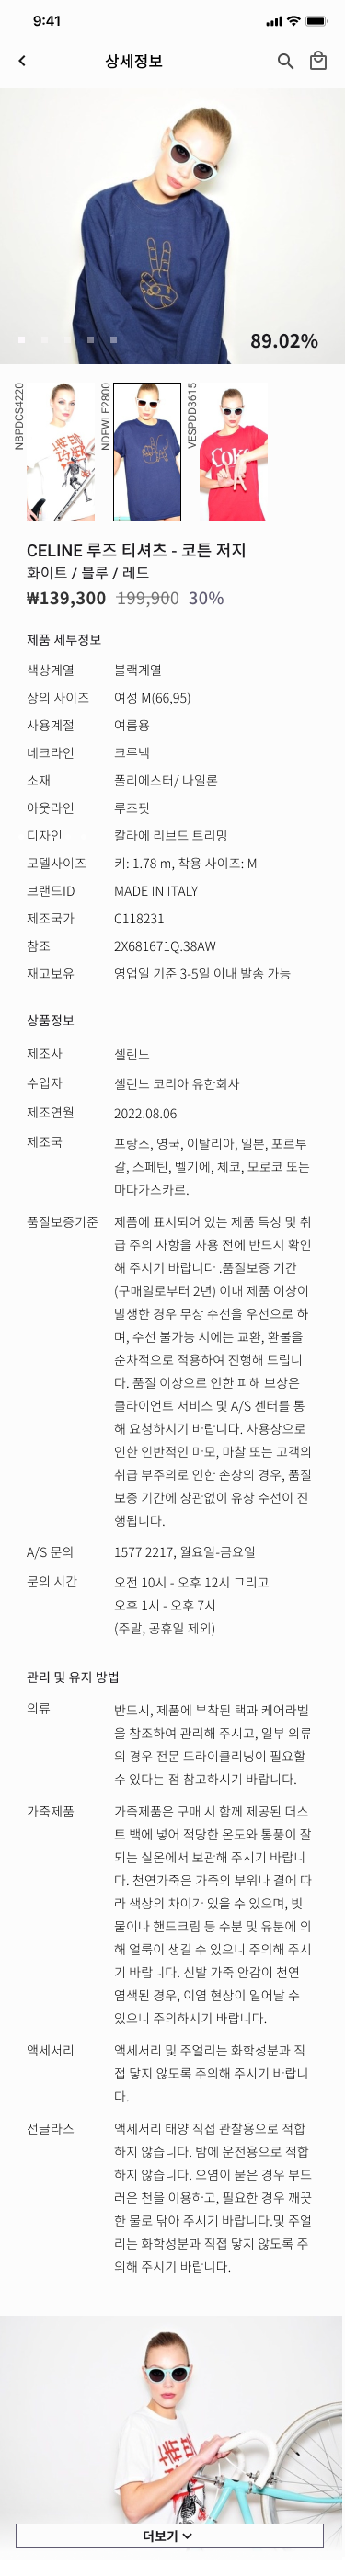 9:41
상세정보
89.02%
NBPDCS4220
NDFWLE2800
VESPDD3615
Coke
CELINE 루즈 티셔츠 - 코튼 저지
화이트 / 블루 / 레드
₩139,300 199,900 30%
제품 세부정보
색상계열 블랙계열
상의 사이즈 여성 M(66,95)
사용계절 여름용
네크라인 크루넥
소재 폴리에스터/ 나일론
아웃라인 루즈핏
디자인 칼라에 리브드 트리밍
모델사이즈 키: 1.78 m, 착용 사이즈: M
브랜드ID MADE IN ITALY
제조국가 C118231
참조 2X681671Q.38AW
재고보유 영업일 기준 3-5일 이내 발송 가능
상품정보
제조사 셀린느
수입자 셀린느 코리아 유한회사
제조연월 2022.08.06
제조국 프랑스, 영국, 이탈리아, 일본, 포르투
갈, 스페틴, 벨기에, 체코, 모로코 또는
마다가스카르.
품질보증기준 제품에 표시되어 있는 제품 특성 및 취
급 주의 사항을 사용 전에 반드시 확인
해 주시기 바랍니다 .품질보증 기간
(구매일로부터 2년) 이내 제품 이상이
발생한 경우 무상 수선을 우선으로 하
며, 수선 불가능 시에는 교환, 환불을
순차적으로 적용하여 진행해 드립니
다. 품질 이상으로 인한 피해 보상은
클라이언트 서비스 및 A/S 센터를 통
해 요청하시기 바랍니다. 사용상으로
인한 인반적인 마모, 마찰 또는 고객의
취급 부주의로 인한 손상의 경우, 품질
보증 기간에 상관없이 유상 수선이 진
행됩니다.
A/S 문의 1577 2217, 월요일-금요일
문의 시간 오전 10시 - 오후 12시 그리고
오후 1시 - 오후 7시
(주말, 공휴일 제외)
관리 및 유지 방법
의류 반드시, 제품에 부착된 택과 케어라벨
을 참조하여 관리해 주시고, 일부 의류
의 경우 전문 드라이클리닝이 필요할
수 있다는 점 참고하시기 바랍니다.
가죽제품 가죽제품은 구매 시 함께 제공된 더스
트 백에 넣어 적당한 온도와 통풍이 잘
되는 실온에서 보관해 주시기 바랍니
다. 천연가죽은 가죽의 부위나 결에 따
라 색상의 차이가 있을 수 있으며, 빗
물이나 핸드크림 등 수분 및 유분에 의
해 얼룩이 생길 수 있으니 주의해 주시
기 바랍니다. 신발 가죽 안감이 천연
염색된 경우, 이염 현상이 일어날 수
있으니 주의하시기 바랍니다.
액세서리 액세서리 및 주얼리는 화학성분과 직
접 닿지 않도록 주의해 주시기 바랍니
다.
선글라스 액세서리 태양 직접 관찰용으로 적합
하지 않습니다. 밤에 운전용으로 적합
하지 않습니다. 오염이 묻은 경우 부드
러운 천을 이용하고, 필요한 경우 깨끗
한 물로 닦아 주시기 바랍니다.및 주얼
리는 화학성분과 직접 닿지 않도록 주
의해 주시기 바랍니다.
더보기